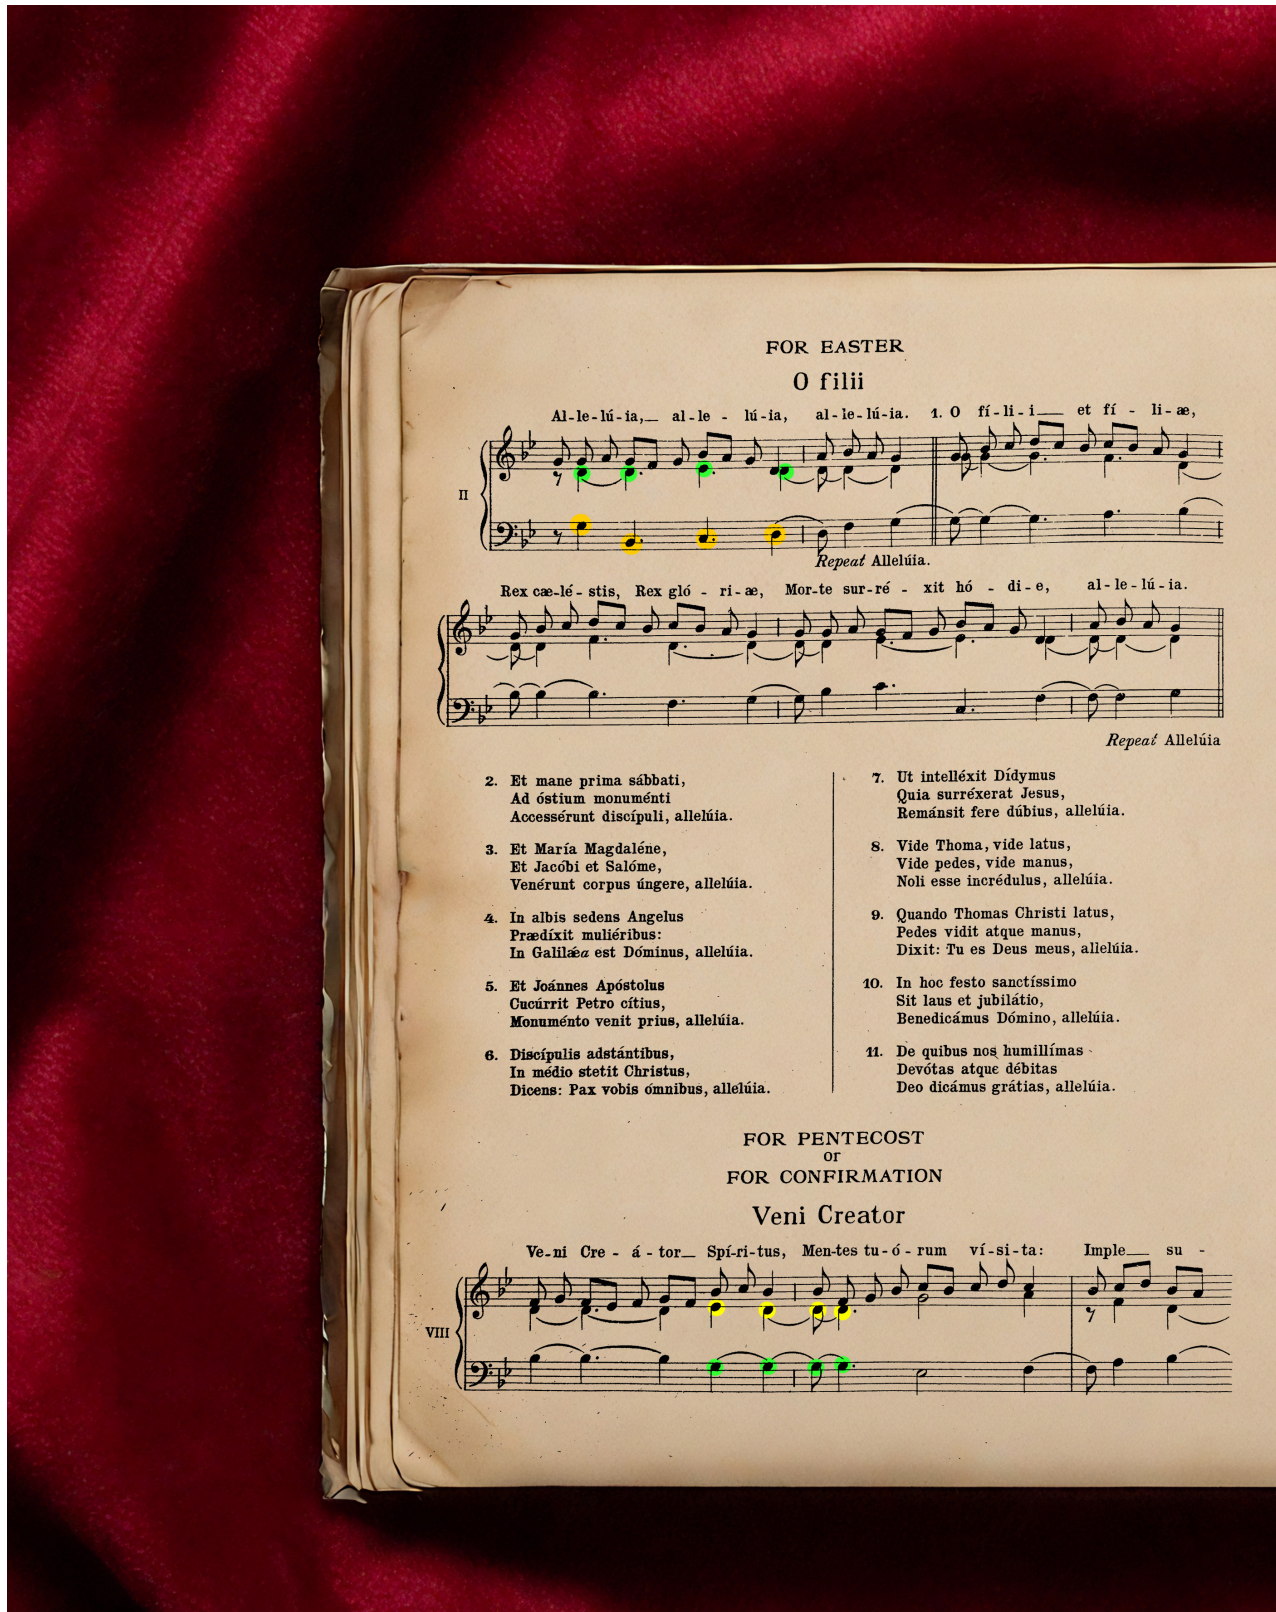 FOR EASTER
O filii
Al-le-lú-ia, al-le-lú-ia, al-le-lú-ia. 1. O fí-li-i et fí-li-æ,
II
Repeat Allelúia.
Rex cæ-lé-stis, Rex gló-ri-æ, Mor-te sur-ré-xit hó-di-e, al-le-lú-ia.
Repeat Allelúia
2. Et mane prima sábbati,
Ad óstium monuménti
Accessérunt discípuli, allelúia.
3. Et María Magdaléne,
Et Jacóbi et Salóme,
Venérunt corpus úngere, allelúia.
4. In albis sedens Angelus
Prædíxit muliéribus:
In Galilǽa est Dóminus, allelúia.
5. Et Joánnes Apóstolus
Cucúrrit Petro cítius,
Monuménto venit prius, allelúia.
6. Discípulis adstántibus,
In médio stetit Christus,
Dicens: Pax vobis ómnibus, allelúia.
7. Ut intelléxit Dídymus
Quia surréxerat Jesus,
Remánsit fere dúbius, allelúia.
8. Vide Thoma, vide latus,
Vide pedes, vide manus,
Noli esse incrédulus, allelúia.
9. Quando Thomas Christi latus,
Pedes vidit atque manus,
Dixit: Tu es Deus meus, allelúia.
10. In hoc festo sanctíssimo
Sit laus et jubilátio,
Benedicámus Dómino, allelúia.
11. De quibus nos humillímas
Devótas atque débitas
Deo dicámus grátias, allelúia.
FOR PENTECOST
or
FOR CONFIRMATION
Veni Creator
Ve-ni Cre-á-tor Spí-ri-tus, Men-tes tu-ó-rum ví-si-ta: Imple su-
VIII